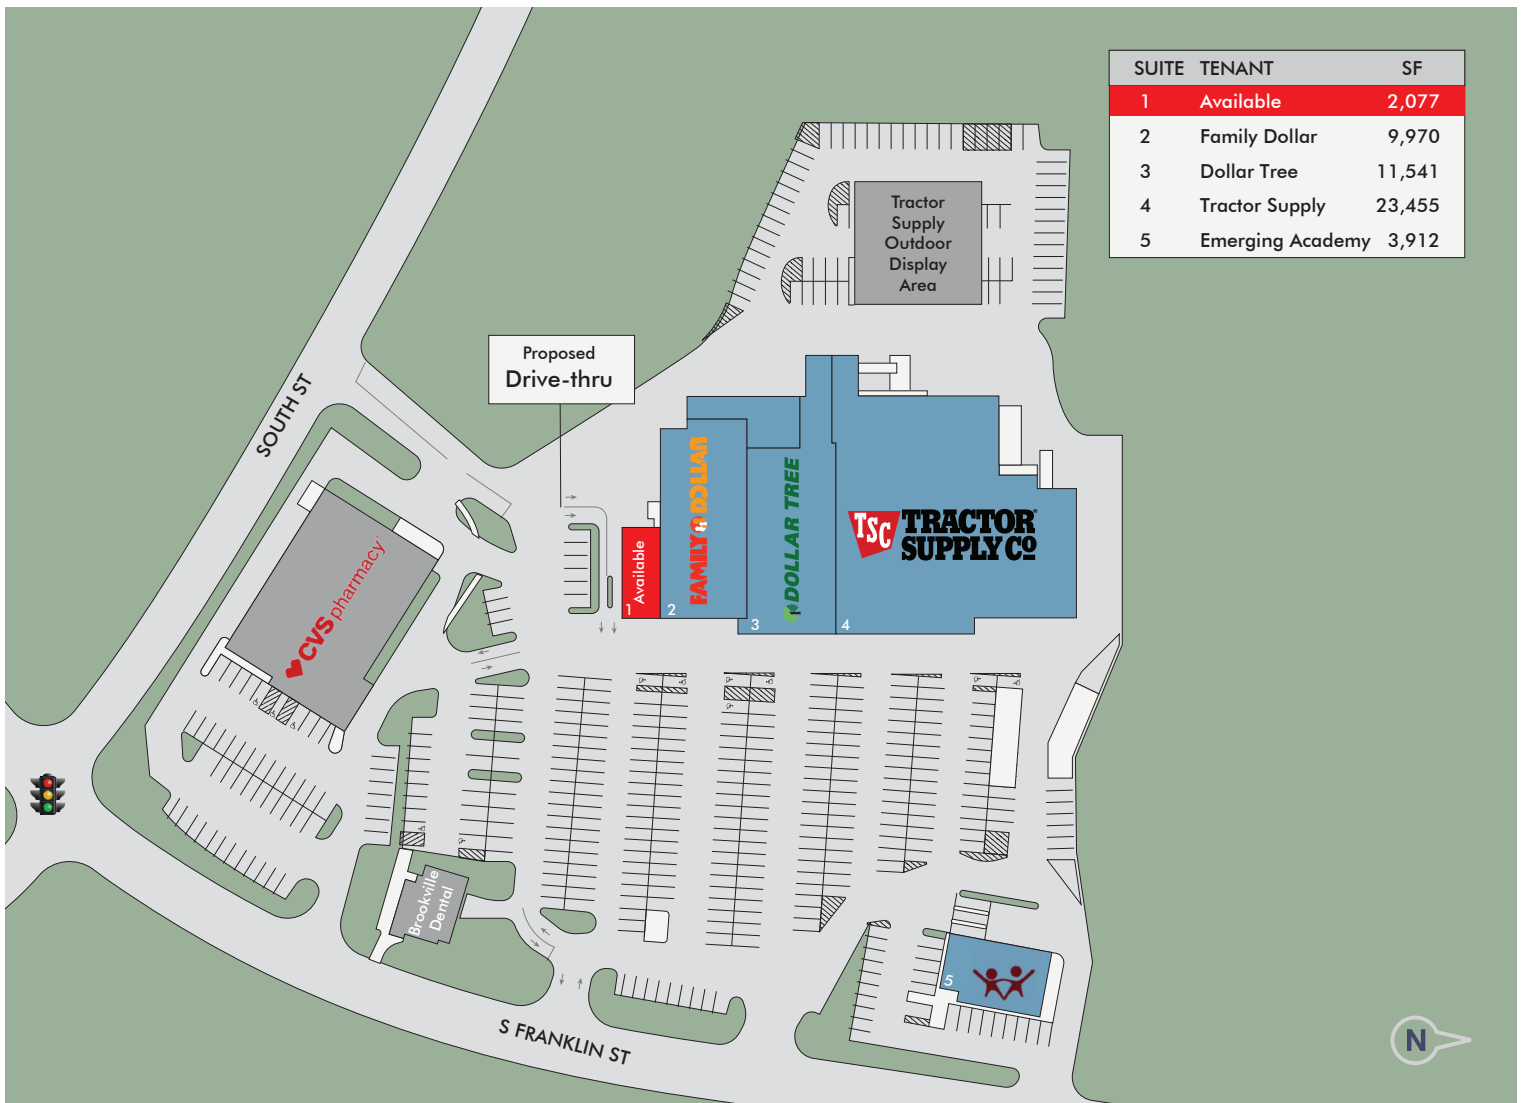 SUITE TENANT SF
1 Available 2,077
2 Family Dollar 9,970
3 Dollar Tree 11,541
4 Tractor Supply 23,455
5 Emerging Academy 3,912
Tractor
Supply
Outdoor
Display
Area
Proposed
Drive-thru
SOUTH ST
CVS pharmacy
Available
1
FAMILY DOLLAR
2
DOLLAR TREE
3
TSC TRACTOR
SUPPLY CO
4
Brookville
Dental
5
S FRANKLIN ST
N